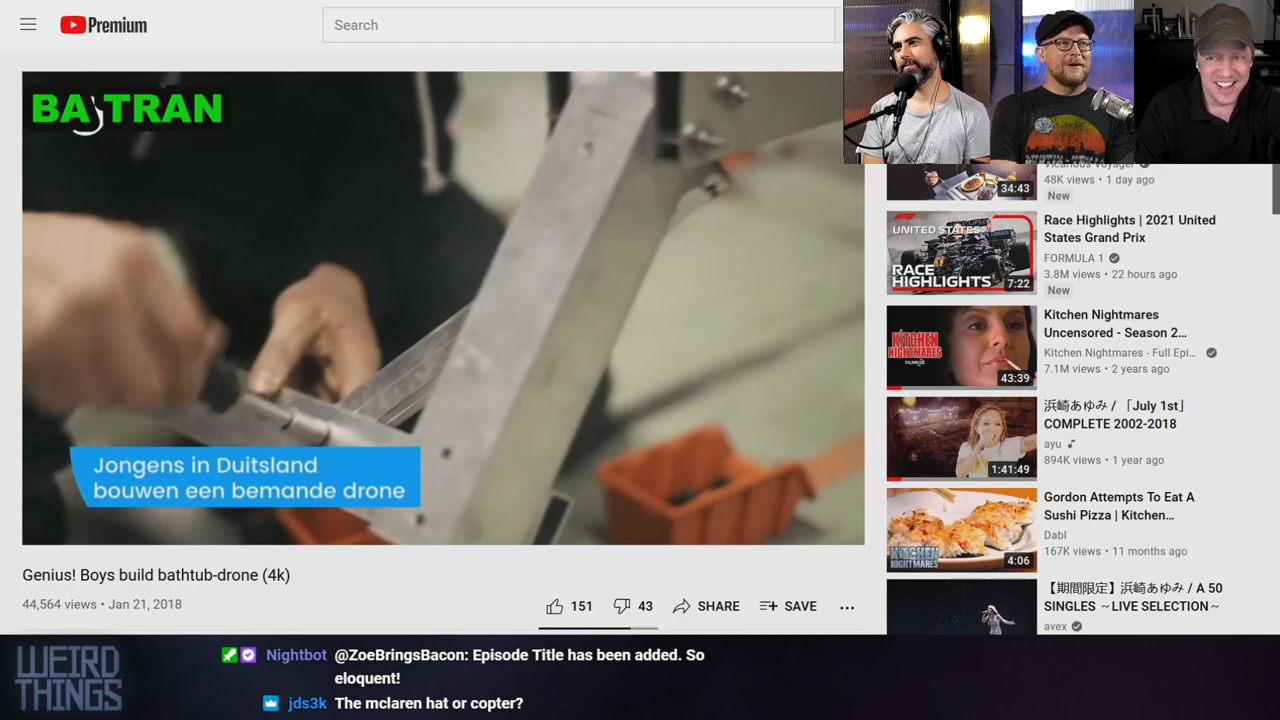 Premium
Search
BAyTRAN
Jongens in Duitsland
bouwen een bemande drone
Genius! Boys build bathtub-drone (4k)
44,564 views • Jan 21, 2018
151
43
SHARE
SAVE
34:43
Vicarious Voyager
48K views • 1 day ago
New
UNITED STATES
RACE
HIGHLIGHTS
7:22
Race Highlights | 2021 United
States Grand Prix
FORMULA 1
3.8M views • 22 hours ago
New
KITCHEN
NIGHTMARES
FILMRISE
43:39
Kitchen Nightmares
Uncensored - Season 2...
Kitchen Nightmares - Full Epi...
7.1M views • 2 years ago
1:41:49
浜崎あゆみ / 「July 1st」
COMPLETE 2002-2018
ayu
894K views • 1 year ago
KITCHEN
NIGHTMARES
4:06
Gordon Attempts To Eat A
Sushi Pizza | Kitchen...
Dabl
167K views • 11 months ago
【期間限定】浜崎あゆみ / A 50
SINGLES ～LIVE SELECTION～
avex
WEIRD
THINGS
Nightbot @ZoeBringsBacon: Episode Title has been added. So
eloquent!
jds3k The mclaren hat or copter?